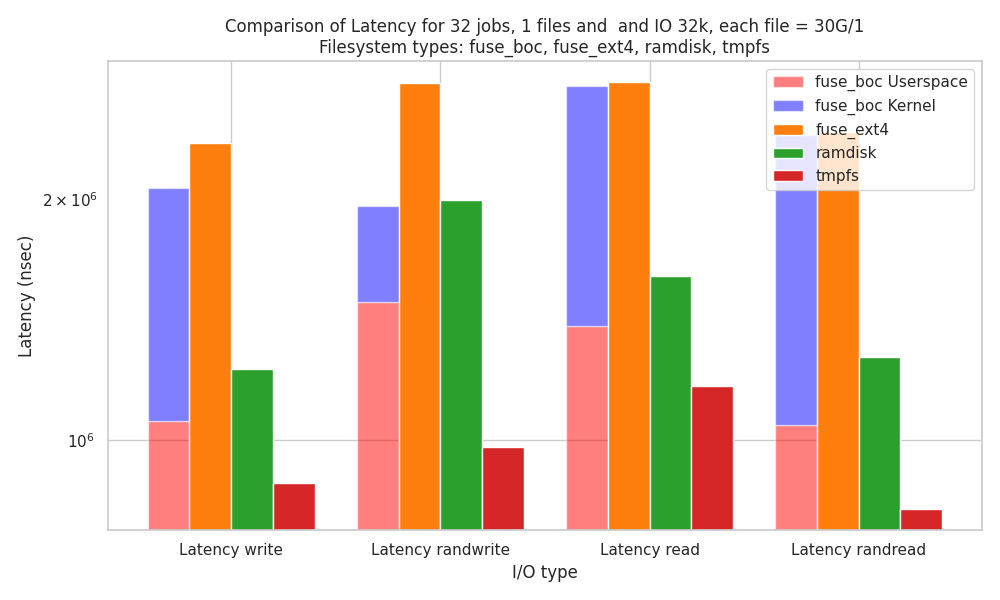 Comparison of Latency for 32 jobs, 1 files and  and IO 32k, each file = 30G/1
Filesystem types: fuse_boc, fuse_ext4, ramdisk, tmpfs
fuse_boc Userspace
fuse_boc Kernel
fuse_ext4
ramdisk
tmpfs
Latency (nsec)
2 × 10⁶
10⁶
Latency write
Latency randwrite
Latency read
Latency randread
I/O type